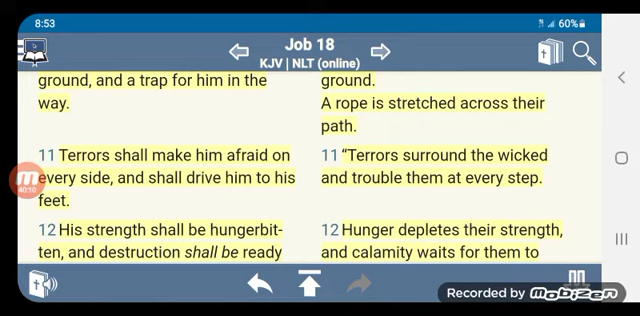 8:53
60%
Job 18
KJV | NLT (online)
ground, and a trap for him in the
way.
11 Terrors shall make him afraid on
every side, and shall drive him to his
feet.
12 His strength shall be hungerbit-
ten, and destruction shall be ready
ground.
A rope is stretched across their
path.
11 “Terrors surround the wicked
and trouble them at every step.
12 Hunger depletes their strength,
and calamity waits for them to
40:10
Recorded by Mobizen